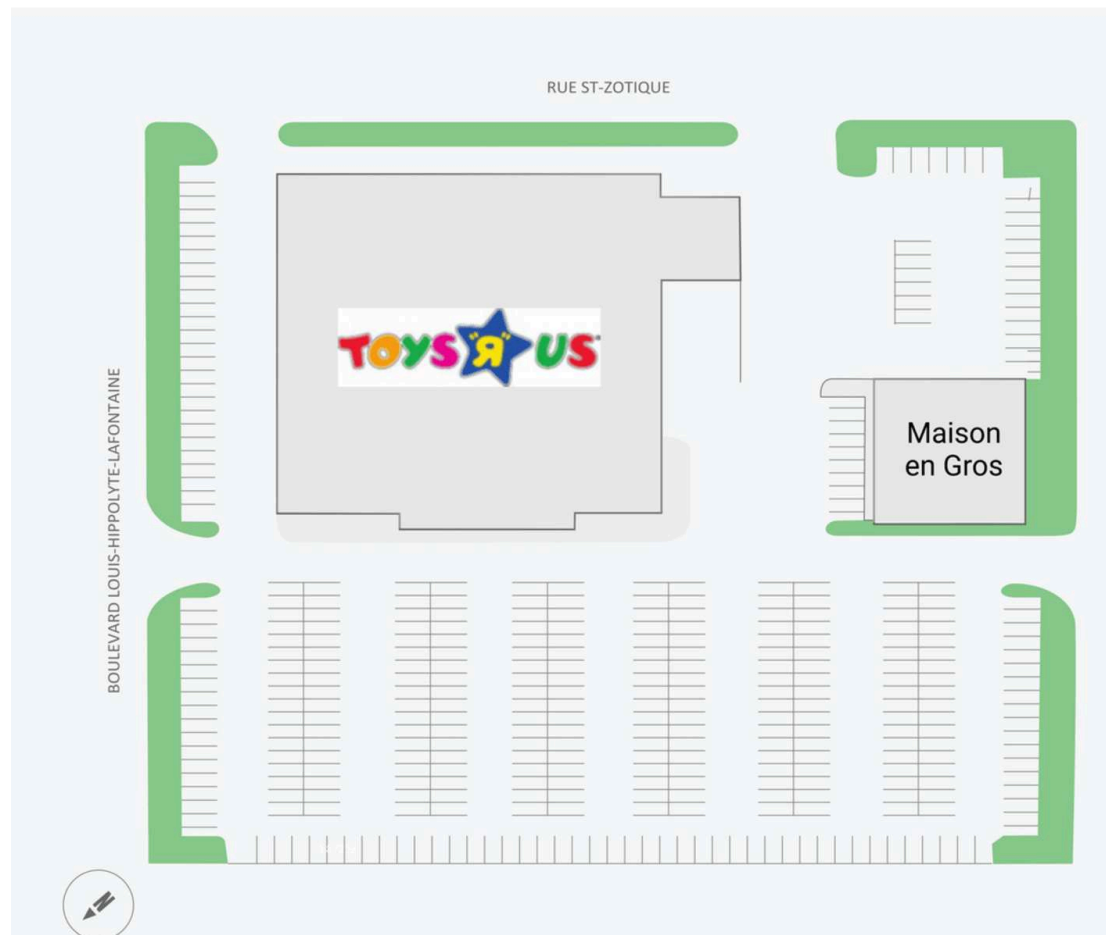 RUE ST-ZOTIQUE
BOULEVARD LOUIS-HIPPOLYTE-LAFONTAINE
TOYS "R" US
Maison
en Gros
N